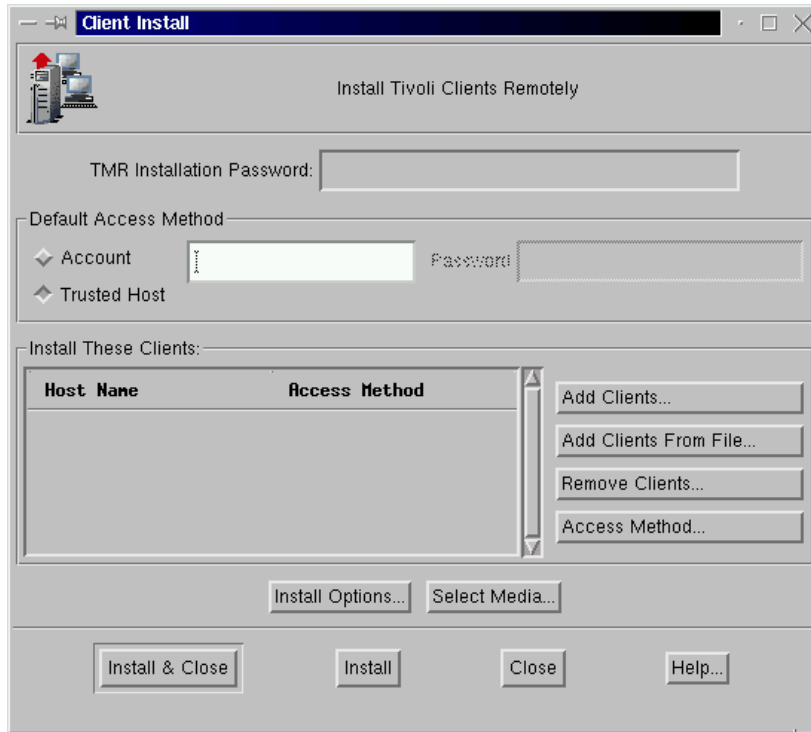 Client Install
Install Tivoli Clients Remotely
TMR Installation Password:
Default Access Method
Account
Password
Trusted Host
Install These Clients:
Host Name Access Method
Add Clients...
Add Clients From File...
Remove Clients...
Access Method...
Install Options... Select Media...
Install & Close Install Close Help...